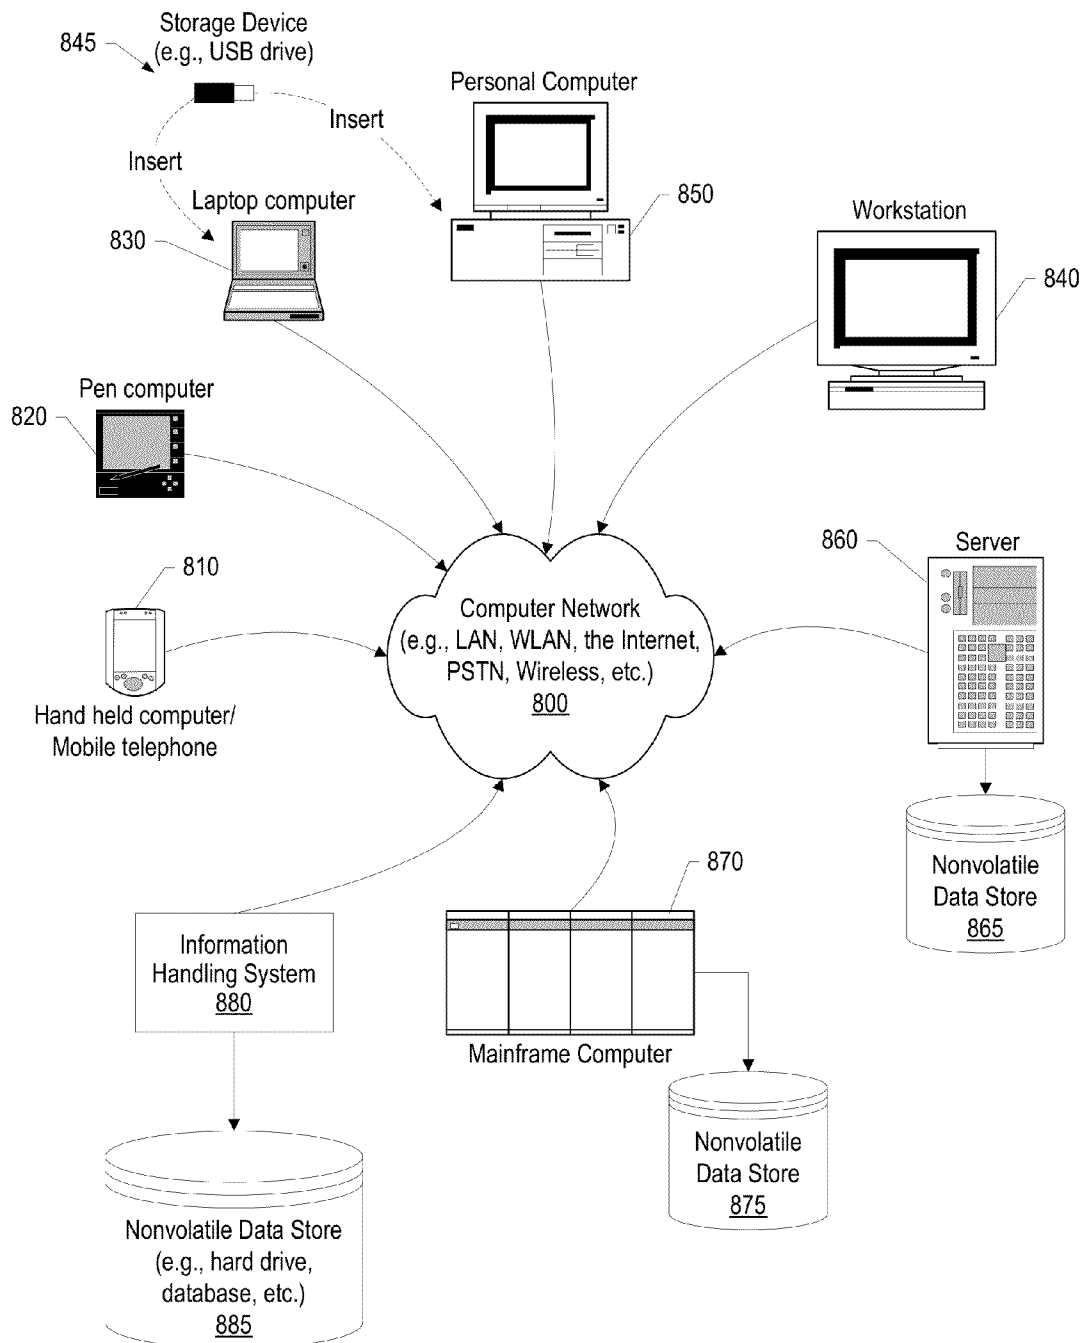 Storage Device
(e.g., USB drive)
845
Insert
Insert
Personal Computer
850
Laptop computer
830
Workstation
840
Pen computer
820
810
Hand held computer/
Mobile telephone
Computer Network
(e.g., LAN, WLAN, the Internet,
PSTN, Wireless, etc.)
800
860
Server
Nonvolatile
Data Store
865
870
Mainframe Computer
Nonvolatile
Data Store
875
Information
Handling System
880
Nonvolatile Data Store
(e.g., hard drive,
database, etc.)
885